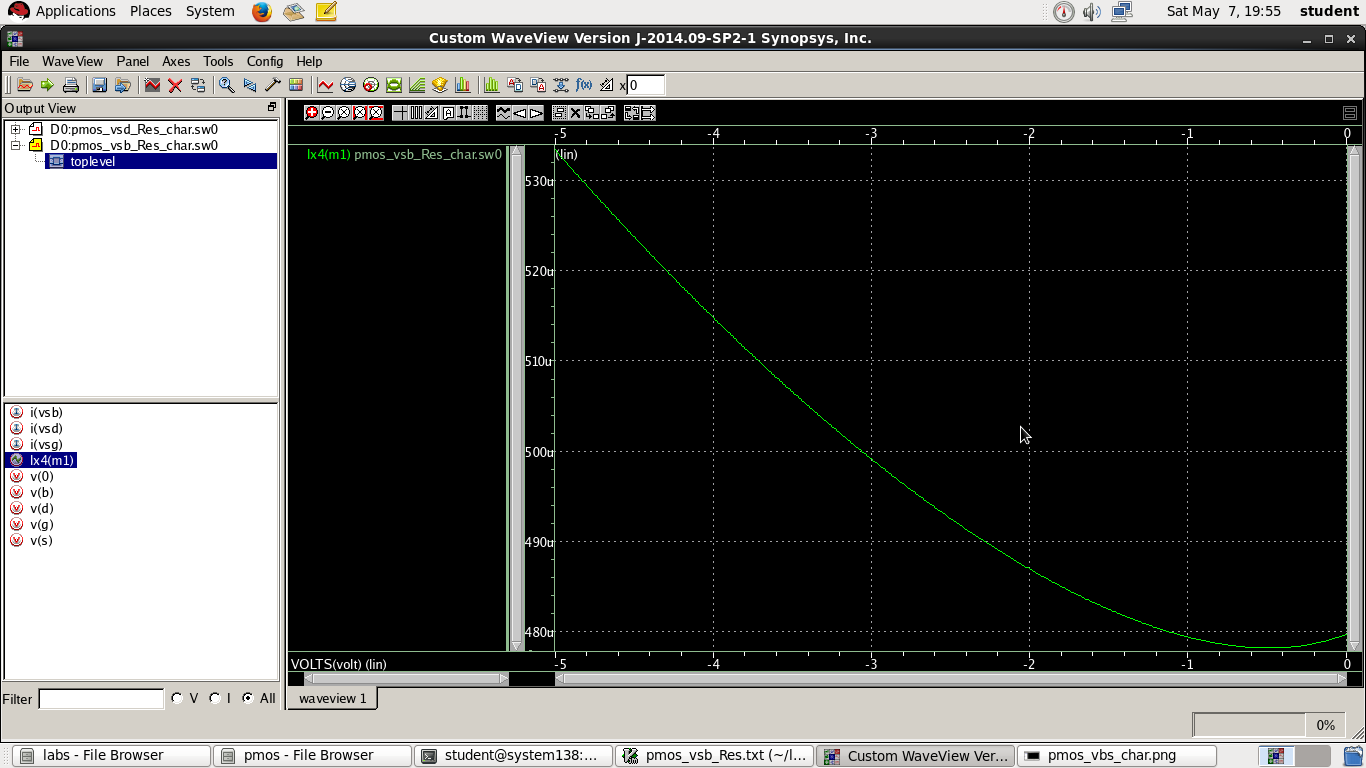 Applications Places System Sat May 7, 19:55 student
Custom WaveView Version J-2014.09-SP2-1 Synopsys, Inc.
File WaveView Panel Axes Tools Config Help
x 0
Output View
D0:pmos_vsd_Res_char.sw0
D0:pmos_vsb_Res_char.sw0
toplevel
i(vsb)
i(vsd)
i(vsg)
lx4(m1)
v(0)
v(b)
v(d)
v(g)
v(s)
Filter V I All
-5 -4 -3 -2 -1 0
lx4(m1) pmos_vsb_Res_char.sw0
(lin)
530u
520u
510u
500u
490u
480u
VOLTS(volt) (lin)
-5 -4 -3 -2 -1 0
waveview 1
0%
labs - File Browser
pmos - File Browser
student@system138:...
pmos_vsb_Res.txt (~/l...
Custom WaveView Ver...
pmos_vbs_char.png